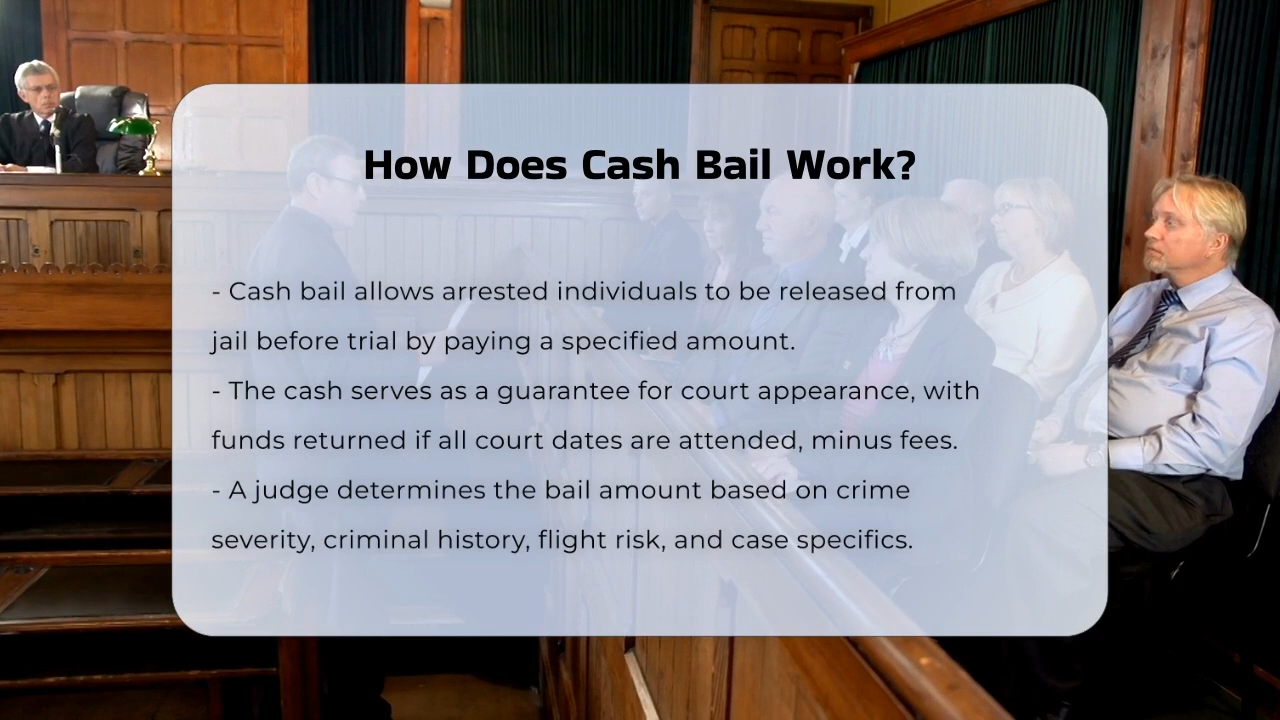 How Does Cash Bail Work?
- Cash bail allows arrested individuals to be released from
jail before trial by paying a specified amount.
- The cash serves as a guarantee for court appearance, with
funds returned if all court dates are attended, minus fees.
- A judge determines the bail amount based on crime
severity, criminal history, flight risk, and case specifics.